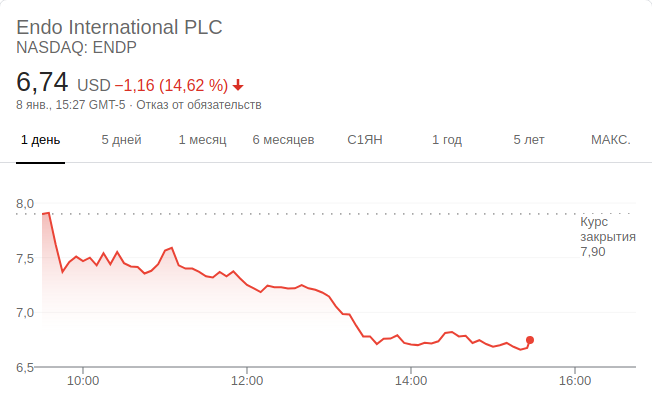 Endo International PLC
NASDAQ: ENDP
6,74 USD −1,16 (14,62 %)
8 янв., 15:27 GMT-5 · Отказ от обязательств
1 день 5 дней 1 месяц 6 месяцев С1ЯН 1 год 5 лет МАКС.
8,0
Курс
закрытия
7,90
7,5
7,0
6,5
10:00 12:00 14:00 16:00